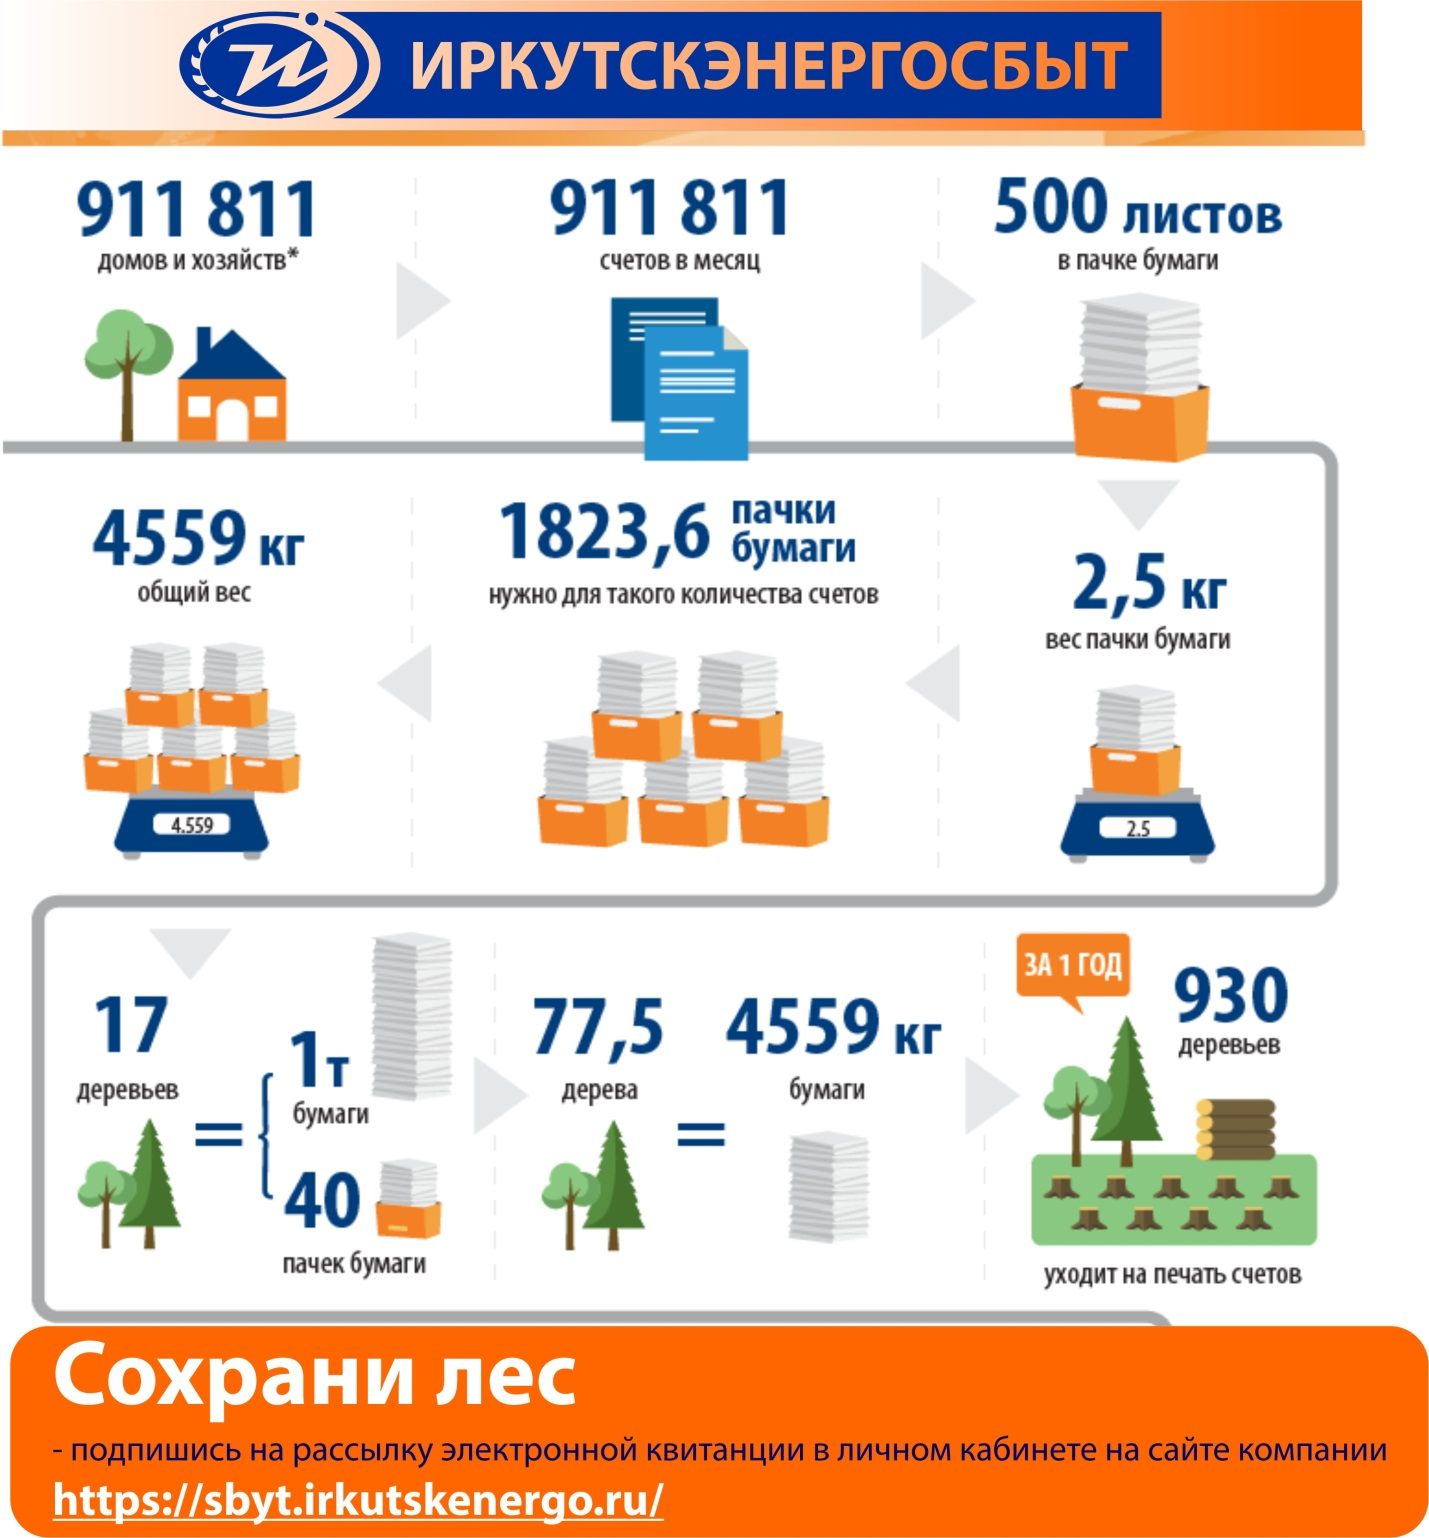 ИРКУТСКЭНЕРГОСБЫТ
911 811
домов и хозяйств*
911 811
счетов в месяц
500 листов
в пачке бумаги
4559 кг
общий вес
4.559
1823,6 пачки
бумаги
нужно для такого количества счетов
2,5 кг
вес пачки бумаги
2.5
17
деревьев
=
1т
бумаги
40
пачек бумаги
77,5
дерева
=
4559 кг
бумаги
ЗА 1 ГОД
930
деревьев
уходит на печать счетов
Сохрани лес
- подпишись на рассылку электронной квитанции в личном кабинете на сайте компании
https://sbyt.irkutskenergo.ru/